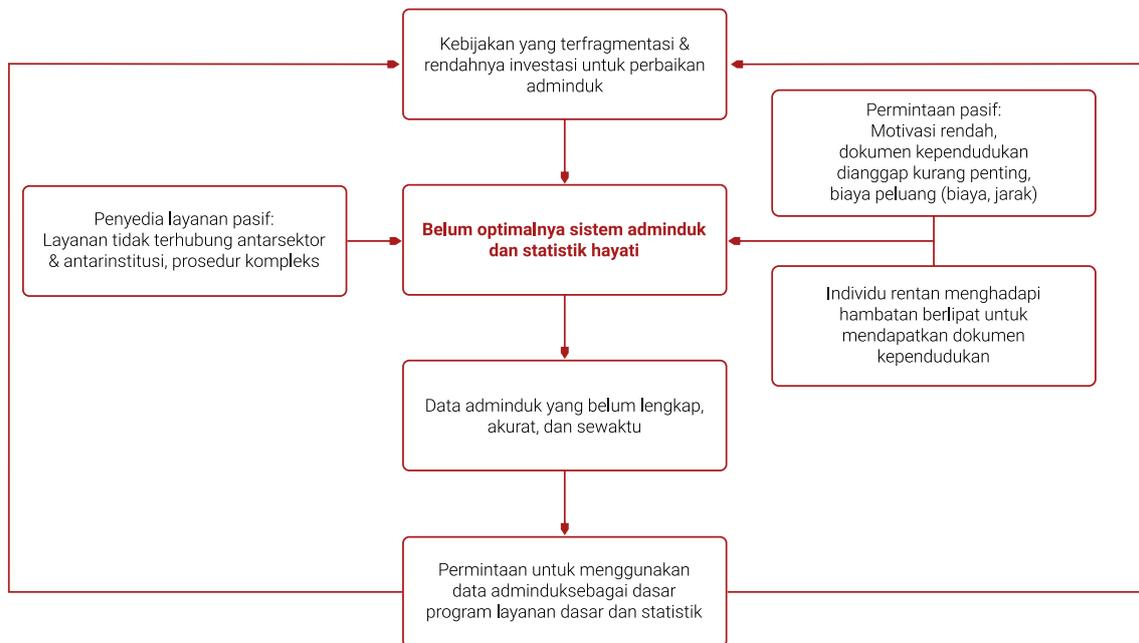 Kebijakan yang terfragmentasi &
rendahnya investasi untuk perbaikan
adminduk
Permintaan pasif:
Motivasi rendah,
dokumen kependudukan
dianggap kurang penting,
biaya peluang (biaya, jarak)
Penyedia layanan pasif:
Layanan tidak terhubung antarsektor
& antarinstitusi, prosedur kompleks
Belum optimalnya sistem adminduk
dan statistik hayati
Individu rentan menghadapi
hambatan berlipat untuk
mendapatkan dokumen
kependudukan
Data adminduk yang belum lengkap,
akurat, dan sewaktu
Permintaan untuk menggunakan
data adminduksebagai dasar
program layanan dasar dan statistik